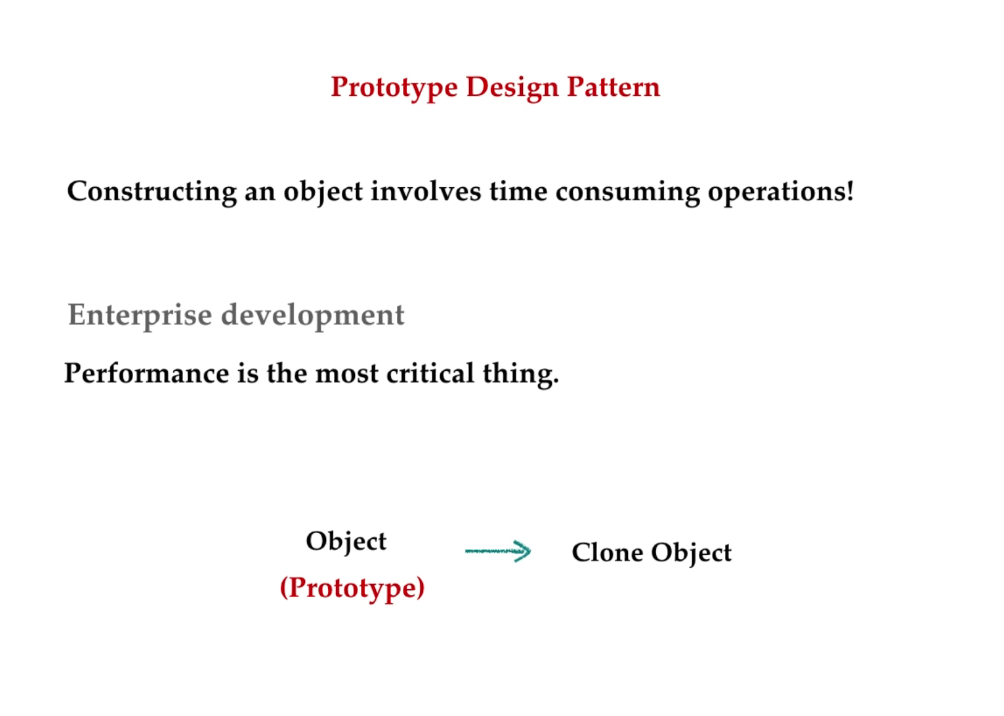 Prototype Design Pattern
Constructing an object involves time consuming operations!
Enterprise development
Performance is the most critical thing.
Object
(Prototype)
Clone Object